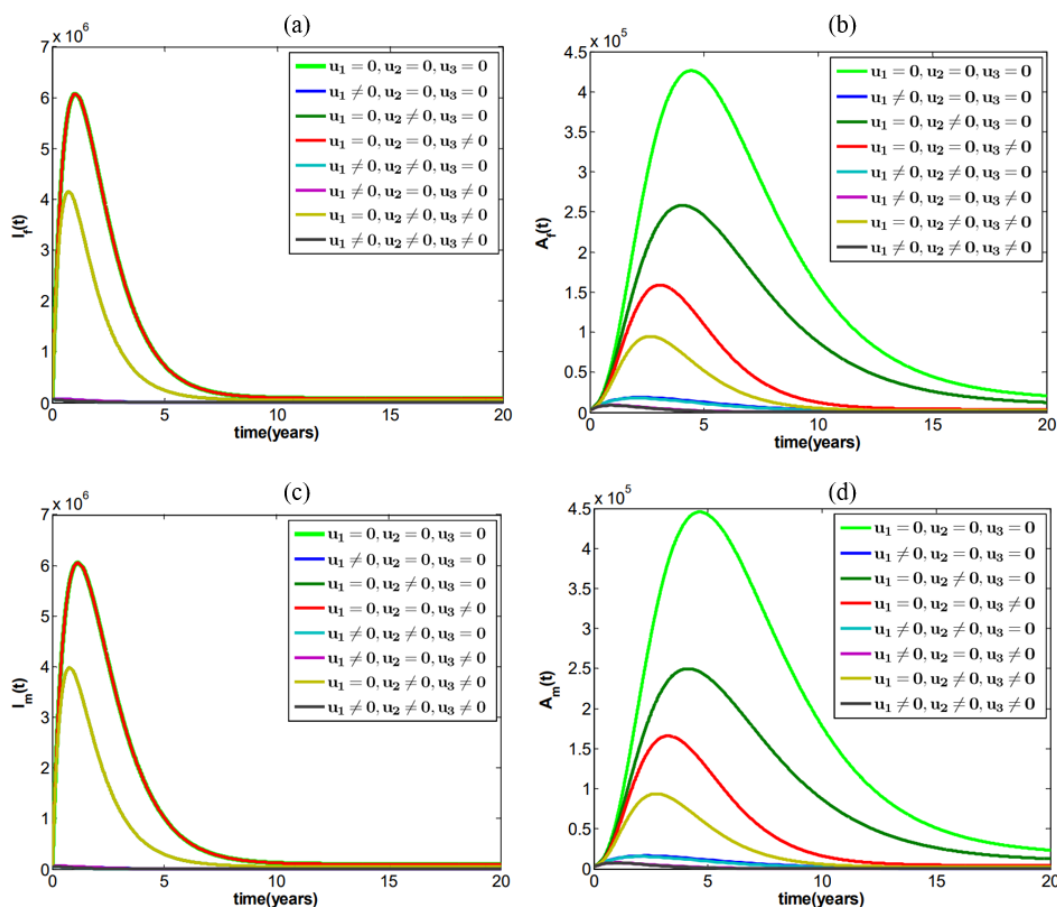 (a)
x 10⁶
7
6
5
4
3
2
1
0
I_f(t)
0 5 10 15 20
time(years)
u₁ = 0, u₂ = 0, u₃ = 0
u₁ ≠ 0, u₂ = 0, u₃ = 0
u₁ = 0, u₂ ≠ 0, u₃ = 0
u₁ = 0, u₂ = 0, u₃ ≠ 0
u₁ ≠ 0, u₂ ≠ 0, u₃ = 0
u₁ ≠ 0, u₂ = 0, u₃ ≠ 0
u₁ = 0, u₂ ≠ 0, u₃ ≠ 0
u₁ ≠ 0, u₂ ≠ 0, u₃ ≠ 0
(b)
x 10⁵
4.5
4
3.5
3
2.5
2
1.5
1
0.5
0
A_f(t)
0 5 10 15 20
time(years)
u₁ = 0, u₂ = 0, u₃ = 0
u₁ ≠ 0, u₂ = 0, u₃ = 0
u₁ = 0, u₂ ≠ 0, u₃ = 0
u₁ = 0, u₂ = 0, u₃ ≠ 0
u₁ ≠ 0, u₂ ≠ 0, u₃ = 0
u₁ ≠ 0, u₂ = 0, u₃ ≠ 0
u₁ = 0, u₂ ≠ 0, u₃ ≠ 0
u₁ ≠ 0, u₂ ≠ 0, u₃ ≠ 0
(c)
x 10⁶
7
6
5
4
3
2
1
0
I_m(t)
0 5 10 15 20
time(years)
u₁ = 0, u₂ = 0, u₃ = 0
u₁ ≠ 0, u₂ = 0, u₃ = 0
u₁ = 0, u₂ ≠ 0, u₃ = 0
u₁ = 0, u₂ = 0, u₃ ≠ 0
u₁ ≠ 0, u₂ ≠ 0, u₃ = 0
u₁ ≠ 0, u₂ = 0, u₃ ≠ 0
u₁ = 0, u₂ ≠ 0, u₃ ≠ 0
u₁ ≠ 0, u₂ ≠ 0, u₃ ≠ 0
(d)
x 10⁵
4.5
4
3.5
3
2.5
2
1.5
1
0.5
0
A_m(t)
0 5 10 15 20
time(years)
u₁ = 0, u₂ = 0, u₃ = 0
u₁ ≠ 0, u₂ = 0, u₃ = 0
u₁ = 0, u₂ ≠ 0, u₃ = 0
u₁ = 0, u₂ = 0, u₃ ≠ 0
u₁ ≠ 0, u₂ ≠ 0, u₃ = 0
u₁ ≠ 0, u₂ = 0, u₃ ≠ 0
u₁ = 0, u₂ ≠ 0, u₃ ≠ 0
u₁ ≠ 0, u₂ ≠ 0, u₃ ≠ 0